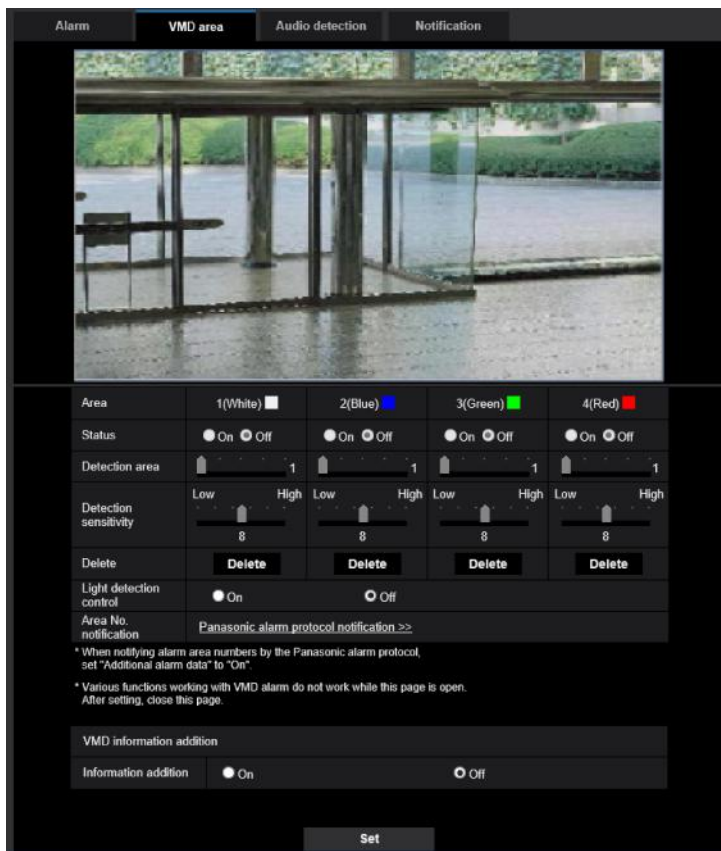 Alarm VMD area Audio detection Notification
Area 1(White) 2(Blue) 3(Green) 4(Red)
Status On Off On Off On Off On Off
Detection area 1 1 1 1
Detection sensitivity Low High 8 Low High 8 Low High 8 Low High 8
Delete Delete Delete Delete Delete
Light detection control On Off
Area No. notification Panasonic alarm protocol notification >>
* When notifying alarm area numbers by the Panasonic alarm protocol,
set "Additional alarm data" to "On".
* Various functions working with VMD alarm do not work while this page is open.
After setting, close this page.
VMD information addition
Information addition On Off
Set